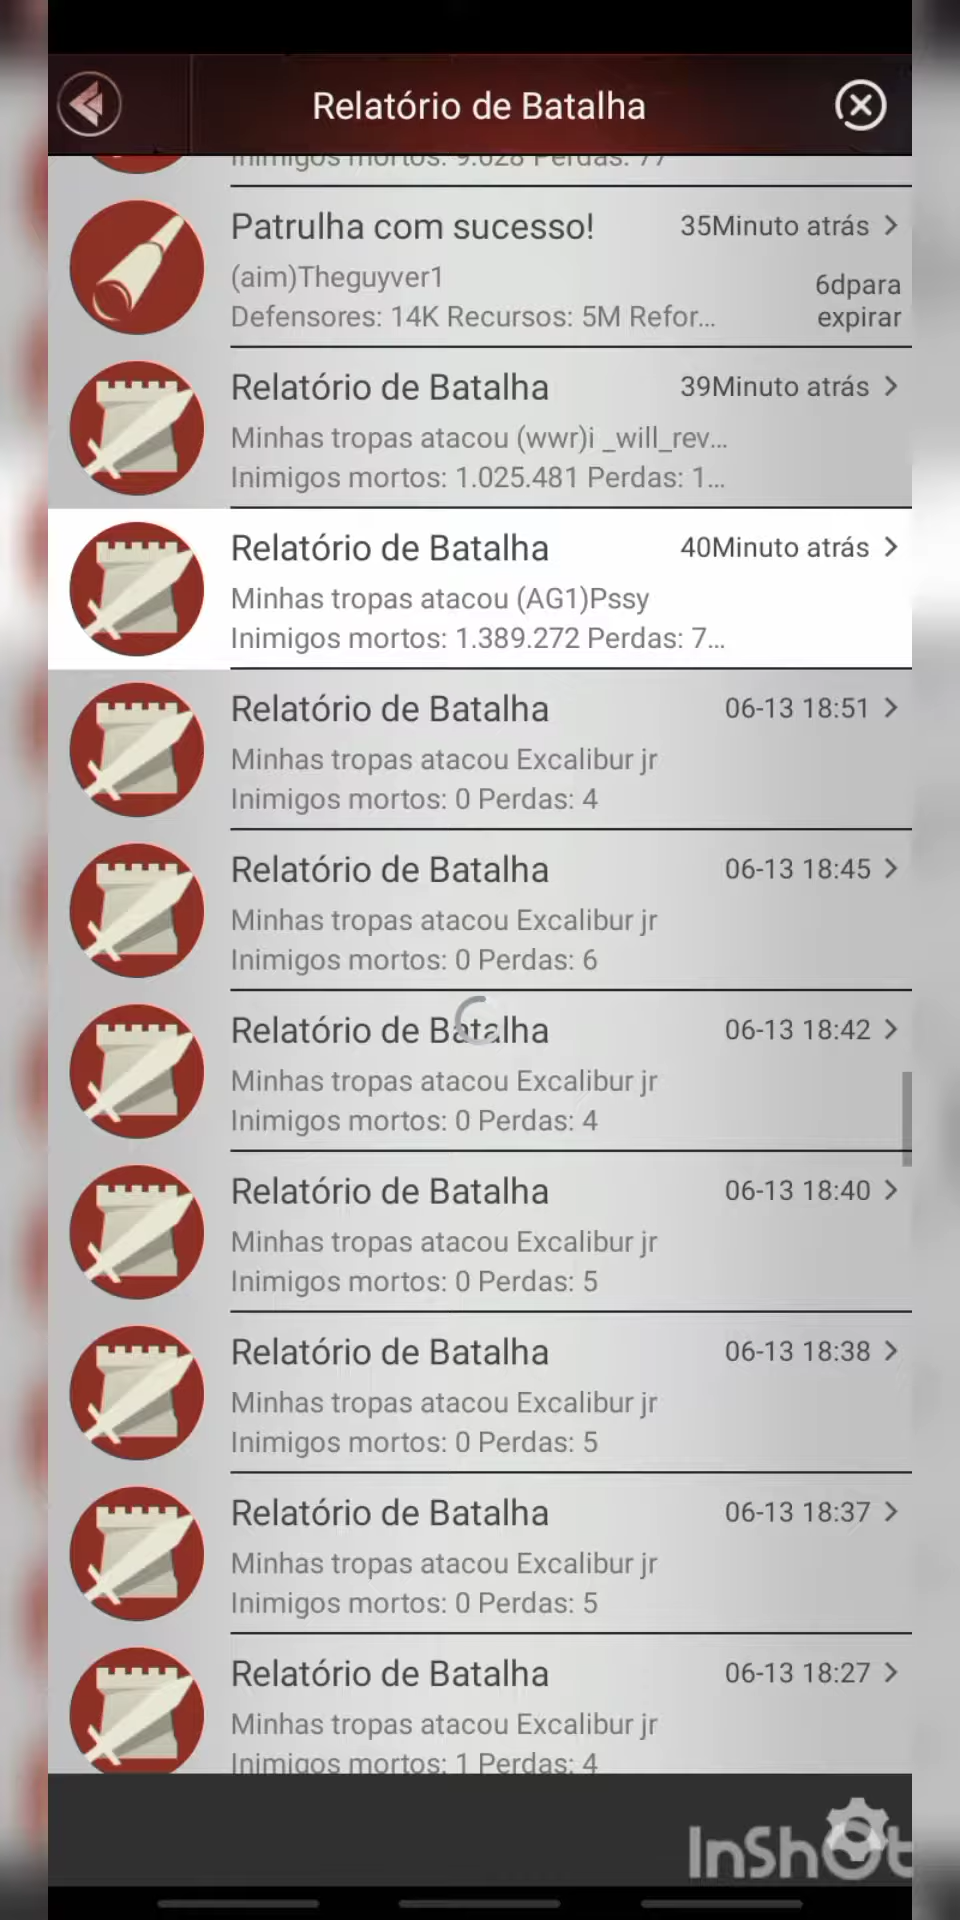 Relatório de Batalha
Inimigos mortos: 9.028 Perdas: 77
Patrulha com sucesso!
35Minuto atrás
(aim)Theguyver1
6dpara
Defensores: 14K Recursos: 5M Refor...
expirar
Relatório de Batalha
39Minuto atrás
Minhas tropas atacou (wwr)i _will_rev...
Inimigos mortos: 1.025.481 Perdas: 1...
Relatório de Batalha
40Minuto atrás
Minhas tropas atacou (AG1)Pssy
Inimigos mortos: 1.389.272 Perdas: 7...
Relatório de Batalha
06-13 18:51
Minhas tropas atacou Excalibur jr
Inimigos mortos: 0 Perdas: 4
Relatório de Batalha
06-13 18:45
Minhas tropas atacou Excalibur jr
Inimigos mortos: 0 Perdas: 6
Relatório de Batalha
06-13 18:42
Minhas tropas atacou Excalibur jr
Inimigos mortos: 0 Perdas: 4
Relatório de Batalha
06-13 18:40
Minhas tropas atacou Excalibur jr
Inimigos mortos: 0 Perdas: 5
Relatório de Batalha
06-13 18:38
Minhas tropas atacou Excalibur jr
Inimigos mortos: 0 Perdas: 5
Relatório de Batalha
06-13 18:37
Minhas tropas atacou Excalibur jr
Inimigos mortos: 0 Perdas: 5
Relatório de Batalha
06-13 18:27
Minhas tropas atacou Excalibur jr
Inimigos mortos: 1 Perdas: 4
InShot